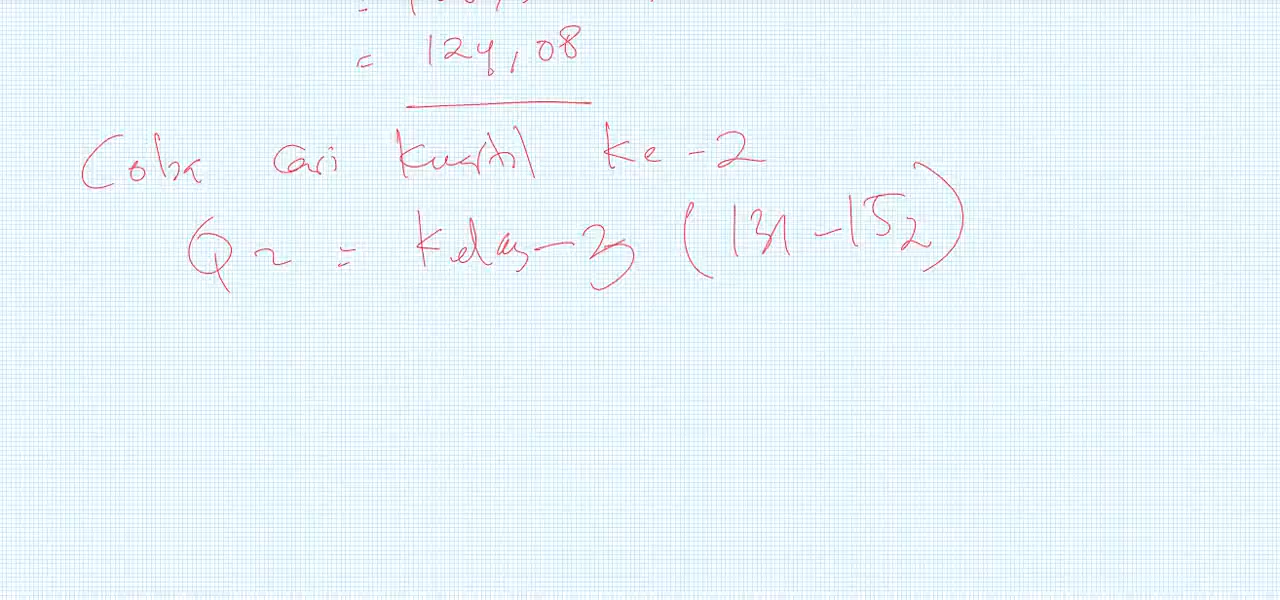 = 124,08
Coba cari kuartil ke-2
Q2 = Kelas-3 (131-152)